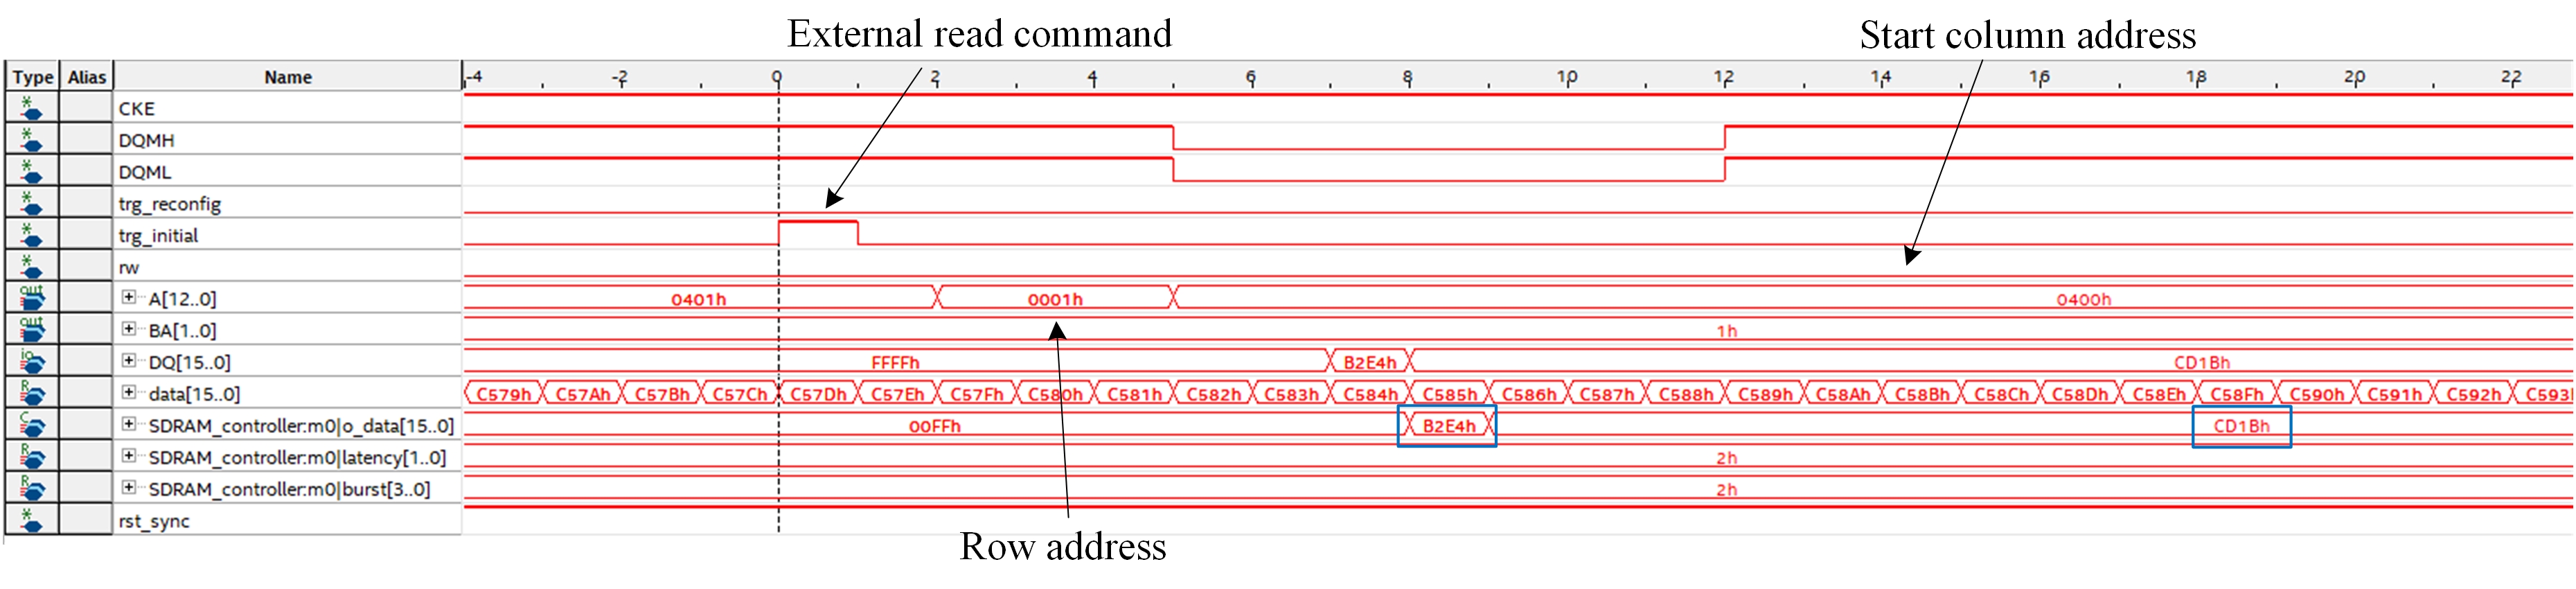 External read command
Start column address
Type Alias Name -4 -2 0 2 4 6 8 10 12 14 16 18 20 22
CKE
DQMH
DQML
trg_reconfig
trg_initial
rw
A[12..0] 0401h 0001h 0400h
BA[1..0] 1h
DQ[15..0] FFFFh B2E4h CD1Bh
data[15..0] C579h C57Ah C57Bh C57Ch C57Dh C57Eh C57Fh C580h C581h C582h C583h C584h C585h C586h C587h C588h C589h C58Ah C58Bh C58Ch C58Dh C58Eh C58Fh C590h C591h C592h C593
SDRAM_controller:m0|o_data[15..0] 00FFh B2E4h CD1Bh
SDRAM_controller:m0|latency[1..0] 2h
SDRAM_controller:m0|burst[3..0] 2h
rst_sync
Row address